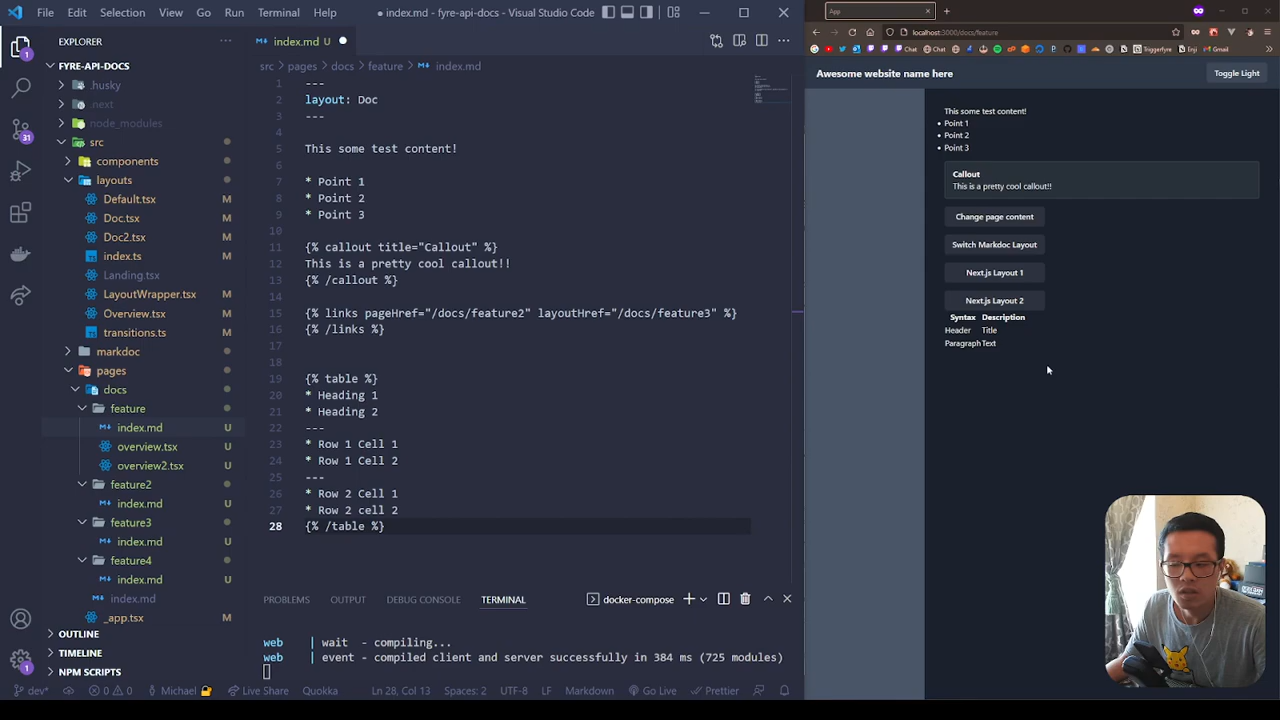 File Edit Selection View Go Run Terminal Help
● index.md - fyre-api-docs - Visual Studio Code
EXPLORER
FYRE-API-DOCS
.husky
.next
node_modules
src
components
layouts
Default.tsx M
Doc.tsx M
Doc2.tsx M
index.ts M
Landing.tsx
LayoutWrapper.tsx M
Overview.tsx M
transitions.ts M
markdoc
pages
docs
feature
index.md U
overview.tsx U
overview2.tsx U
feature2
index.md U
feature3
index.md U
feature4
index.md U
index.md
_app.tsx M
OUTLINE
TIMELINE
NPM SCRIPTS
index.md U
src > pages > docs > feature > index.md
1 ---
2 layout: Doc
3 ---
4
5 This some test content!
6
7 * Point 1
8 * Point 2
9 * Point 3
10
11 {% callout title="Callout" %}
12 This is a pretty cool callout!!
13 {% /callout %}
14
15 {% links pageHref="/docs/feature2" layoutHref="/docs/feature3" %}
16 {% /links %}
17
18
19 {% table %}
20 * Heading 1
21 * Heading 2
22 ---
23 * Row 1 Cell 1
24 * Row 1 Cell 2
25 ---
26 * Row 2 Cell 1
27 * Row 2 cell 2
28 {% /table %}
PROBLEMS OUTPUT DEBUG CONSOLE TERMINAL docker-compose
web | wait - compiling...
web | event - compiled client and server successfully in 384 ms (725 modules)
dev* 0 0 Michael Live Share Quokka Ln 28, Col 13 Spaces: 2 UTF-8 LF Markdown Go Live Prettier
App
localhost:3000/docs/feature
Chat Chat Triggerfyre Enji Gmail
Awesome website name here Toggle Light
This some test content!
• Point 1
• Point 2
• Point 3
Callout
This is a pretty cool callout!!
Change page content
Switch Markdoc Layout
Next.js Layout 1
Next.js Layout 2
Syntax Description
Header Title
Paragraph Text